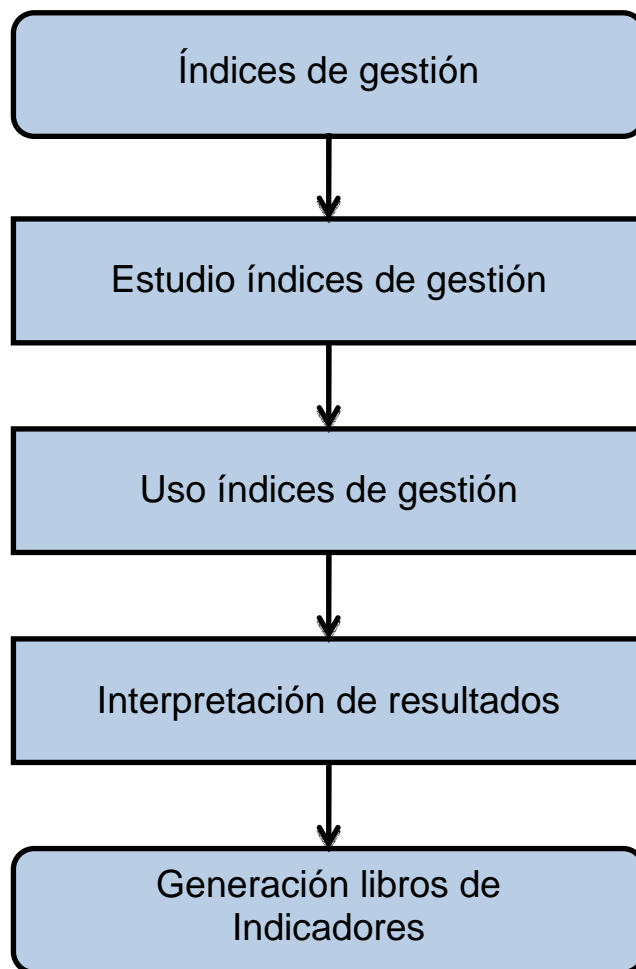 Índices de gestión
Estudio índices de gestión
Uso índices de gestión
Interpretación de resultados
Generación libros de
Indicadores